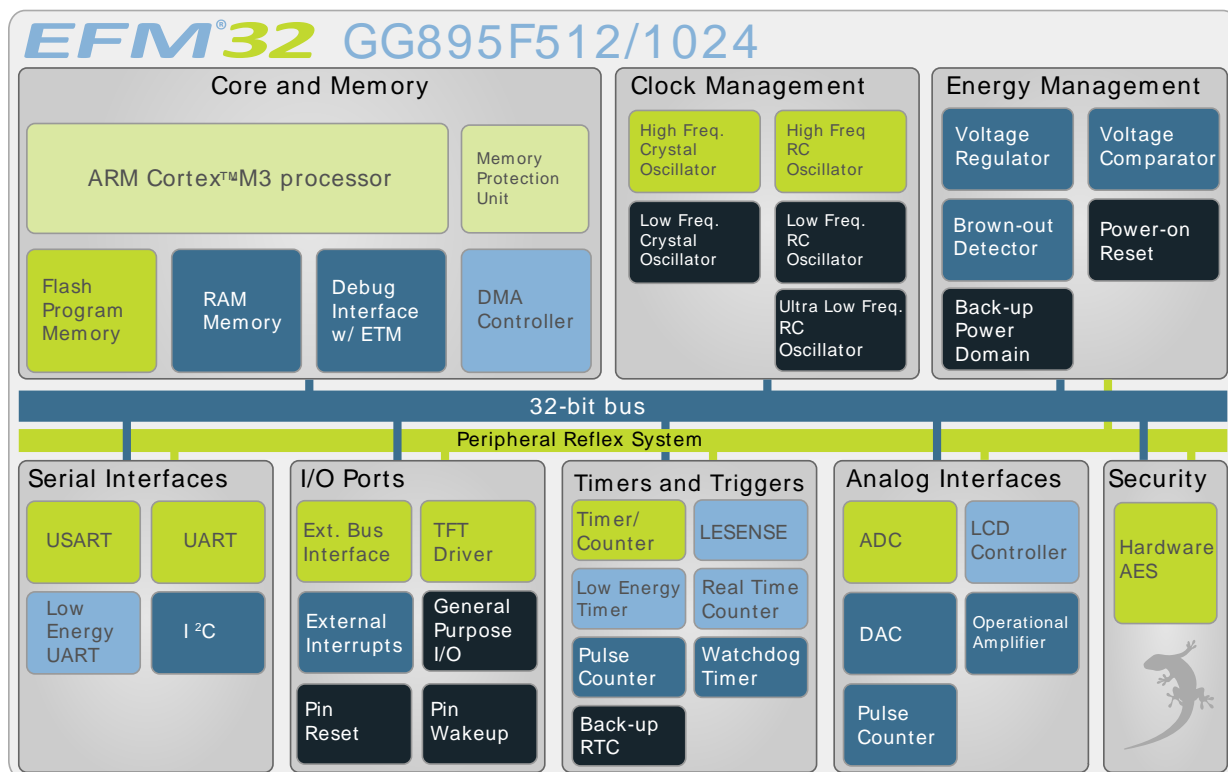 EFM®32 GG895F512/1024
Core and Memory
ARM Cortex™M3 processor
Memory
Protection
Unit
Flash
Program
Memory
RAM
Memory
Debug
Interface
w/ ETM
DMA
Controller
Clock Management
High Freq.
Crystal
Oscillator
High Freq
RC
Oscillator
Low Freq.
Crystal
Oscillator
Low Freq.
RC
Oscillator
Ultra Low Freq.
RC
Oscillator
Energy Management
Voltage
Regulator
Voltage
Comparator
Brown-out
Detector
Power-on
Reset
Back-up
Power
Domain
32-bit bus
Peripheral Reflex System
Serial Interfaces
USART
UART
Low
Energy
UART
I²C
I/O Ports
Ext. Bus
Interface
TFT
Driver
External
Interrupts
General
Purpose
I/O
Pin
Reset
Pin
Wakeup
Timers and Triggers
Timer/
Counter
LESENSE
Low Energy
Timer
Real Time
Counter
Pulse
Counter
Watchdog
Timer
Back-up
RTC
Analog Interfaces
ADC
LCD
Controller
DAC
Operational
Amplifier
Pulse
Counter
Security
Hardware
AES